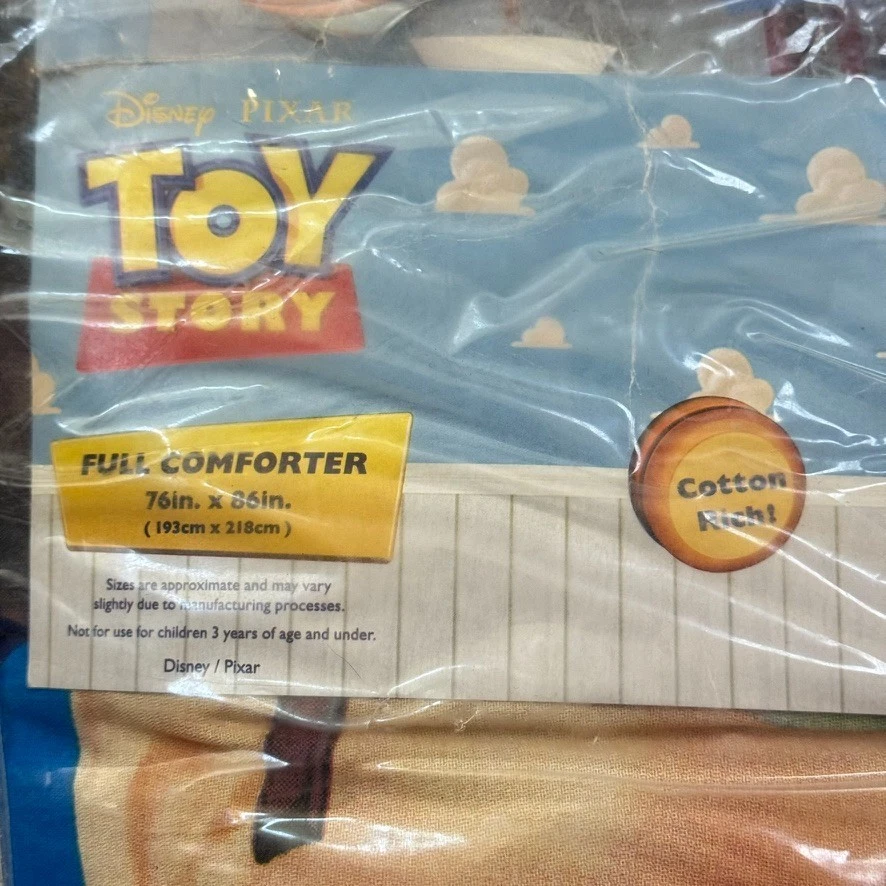 Disney PIXAR
TOY
STORY
FULL COMFORTER
76in. x 86in.
( 193cm x 218cm )
Cotton
Rich!
Sizes are approximate and may vary
slightly due to manufacturing processes.
Not for use for children 3 years of age and under.
Disney / Pixar